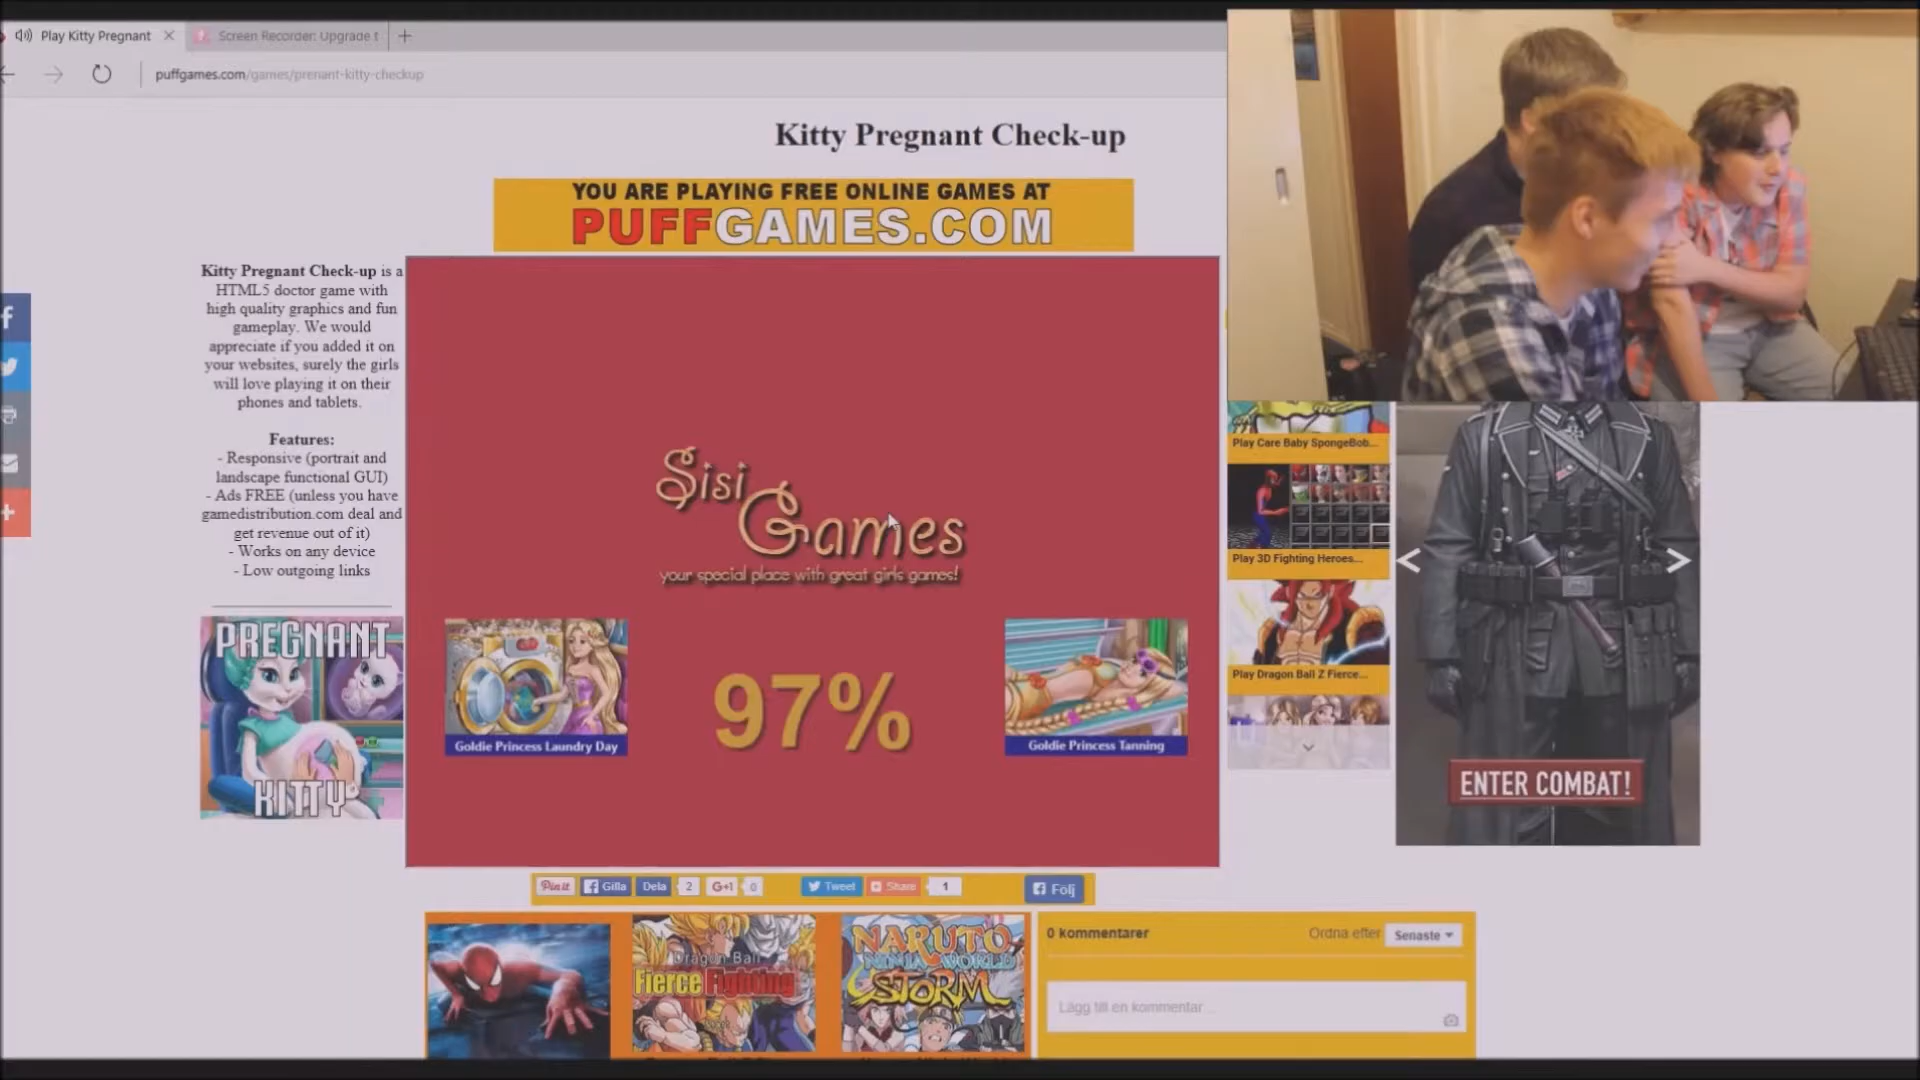 Play Kitty Pregnant
Screen Recorder: Upgrade t
puffgames.com/games/prenant-kitty-checkup
Kitty Pregnant Check-up
YOU ARE PLAYING FREE ONLINE GAMES AT
PUFFGAMES.COM
Kitty Pregnant Check-up is a
HTML5 doctor game with
high quality graphics and fun
gameplay. We would
appreciate if you added it on
your websites, surely the girls
will love playing it on their
phones and tablets.
Features:
- Responsive (portrait and
landscape functional GUI)
- Ads FREE (unless you have
gamedistribution.com deal and
get revenue out of it)
- Works on any device
- Low outgoing links
PREGNANT
KITTY
Sisi
Games
your special place with great girls games!
Goldie Princess Laundry Day
97%
Goldie Princess Tanning
Play Care Baby SpongeBob...
Play 3D Fighting Heroes...
Play Dragon Ball Z Fierce...
ENTER COMBAT!
Pin it
Gilla
Dela
2
G+1
0
Tweet
Share
1
Följ
Dragon Ball
Fierce Fighting
NARUTO
NINJA WORLD
STORM
0 kommentarer
Ordna efter
Senaste
Lägg till en kommentar...